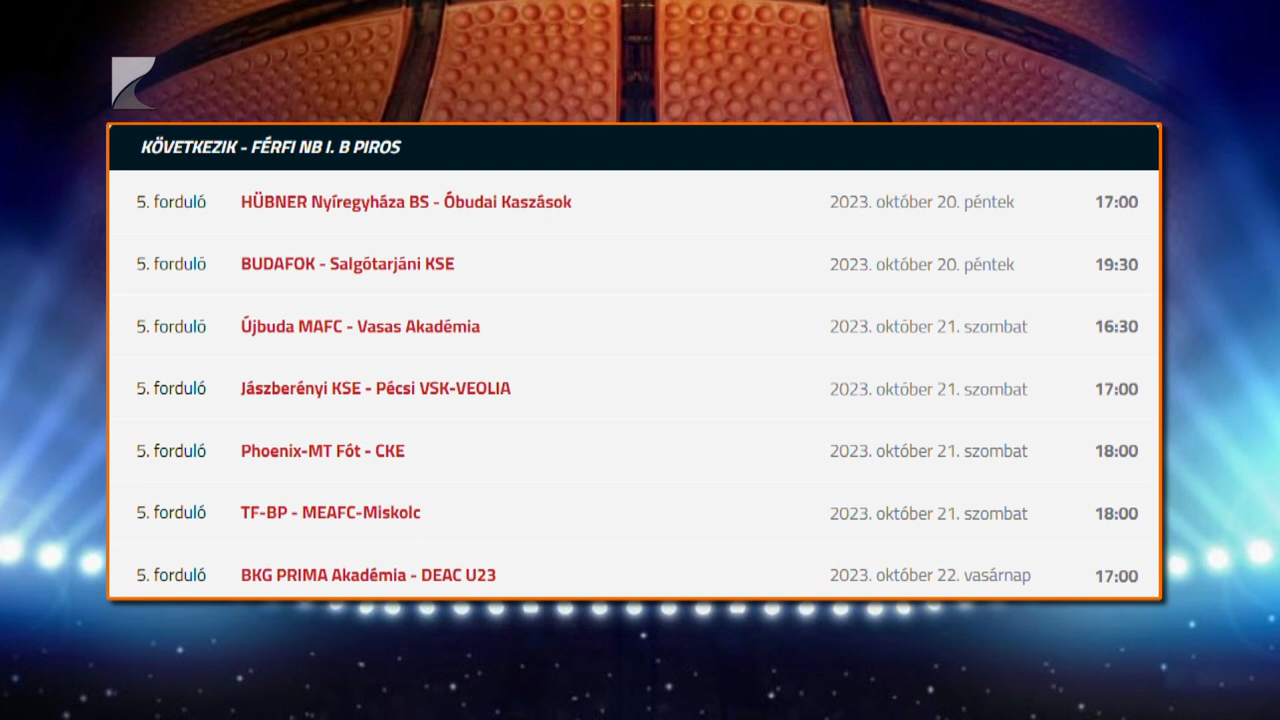 KÖVETKEZIK - FÉRFI NB I. B PIROS
5. forduló HÜBNER Nyíregyháza BS - Óbudai Kaszások 2023. október 20. péntek 17:00
5. forduló BUDAFOK - Salgótarjáni KSE 2023. október 20. péntek 19:30
5. forduló Újbuda MAFC - Vasas Akadémia 2023. október 21. szombat 16:30
5. forduló Jászberényi KSE - Pécsi VSK-VEOLIA 2023. október 21. szombat 17:00
5. forduló Phoenix-MT Fót - CKE 2023. október 21. szombat 18:00
5. forduló TF-BP - MEAFC-Miskolc 2023. október 21. szombat 18:00
5. forduló BKG PRIMA Akadémia - DEAC U23 2023. október 22. vasárnap 17:00